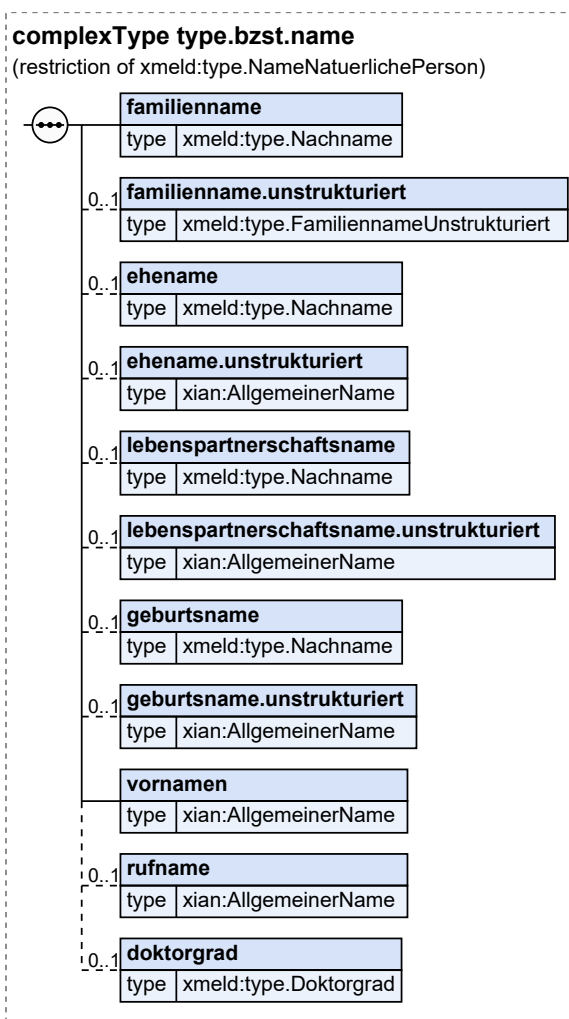 complexType type.bzst.name
(restriction of xmeld:type.NameNatuerlichePerson)
familienname
type xmeld:type.Nachname
0..1 familienname.unstrukturiert
type xmeld:type.FamiliennameUnstrukturiert
0..1 ehename
type xmeld:type.Nachname
0..1 ehename.unstrukturiert
type xian:AllgemeinerName
0..1 lebenspartnerschaftsname
type xmeld:type.Nachname
0..1 lebenspartnerschaftsname.unstrukturiert
type xian:AllgemeinerName
0..1 geburtsname
type xmeld:type.Nachname
0..1 geburtsname.unstrukturiert
type xian:AllgemeinerName
vornamen
type xian:AllgemeinerName
0..1 rufname
type xian:AllgemeinerName
0..1 doktorgrad
type xmeld:type.Doktorgrad